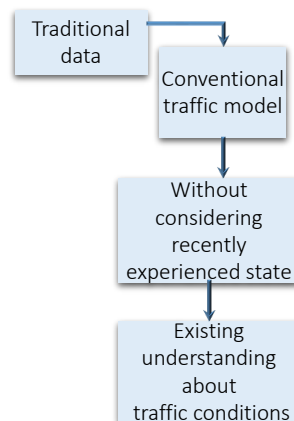 Traditional
data
Conventional
traffic model
Without
considering
recently
experienced state
Existing
understanding
about
traffic conditions